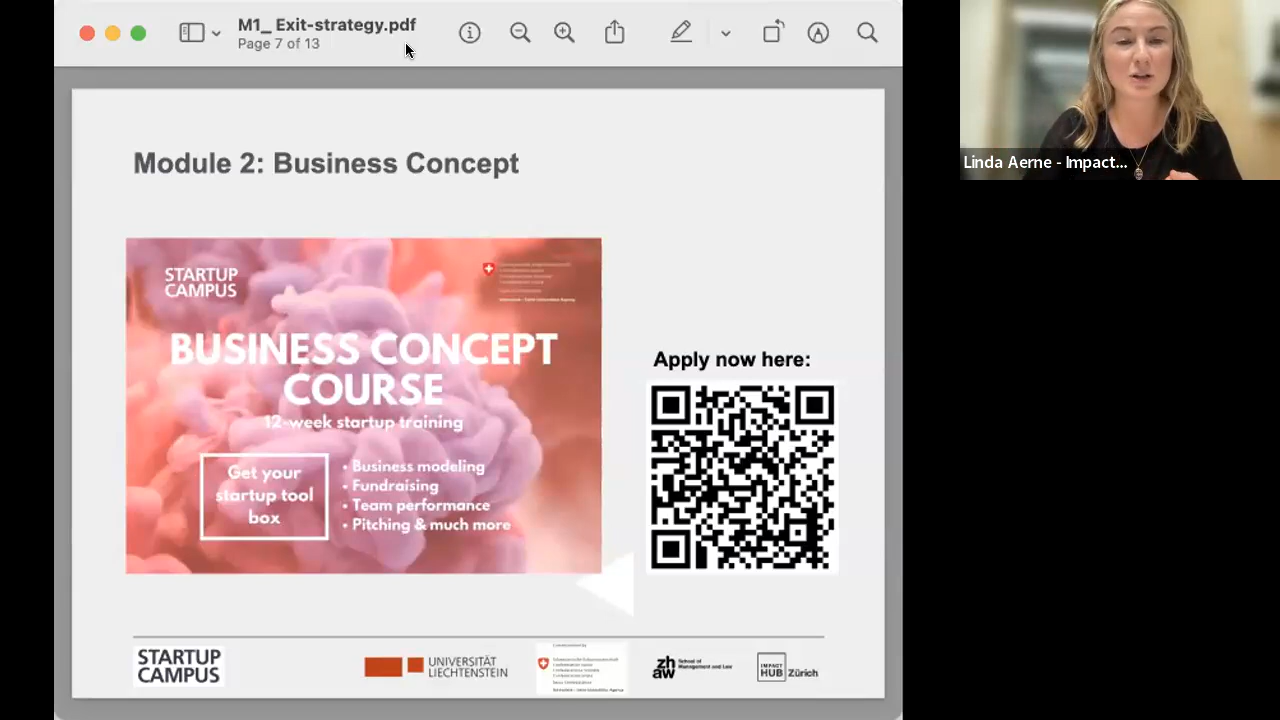 M1_ Exit-strategy.pdf
Page 7 of 13
Linda Aerne - Impact...
Module 2: Business Concept
STARTUP
CAMPUS
BUSINESS CONCEPT
COURSE
12-week startup training
Get your
startup tool
box
• Business modeling
• Fundraising
• Team performance
• Pitching & much more
Apply now here:
STARTUP
CAMPUS
UNIVERSITÄT
LIECHTENSTEIN
zh
aw
School of
Management and Law
IMPACT
HUB
Zürich